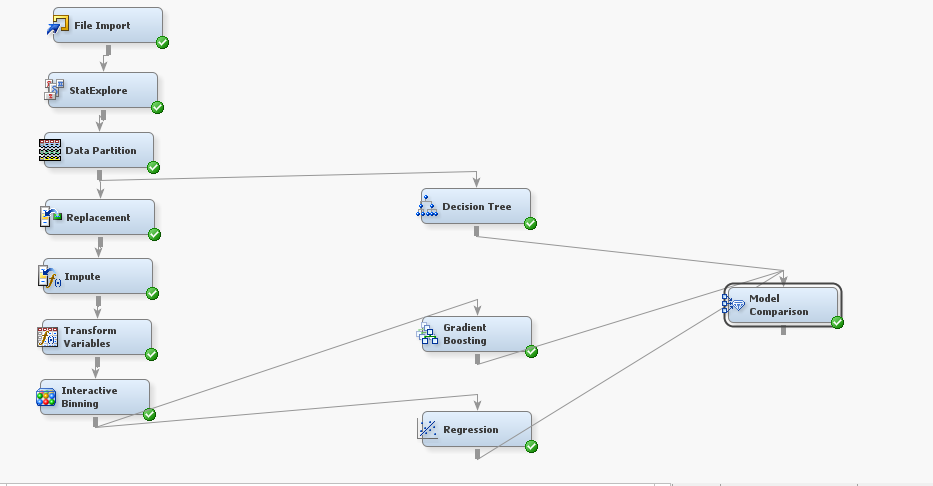 File Import
StatExplore
Data Partition
Replacement
Decision Tree
Impute
Model
Comparison
Transform
Variables
Gradient
Boosting
Interactive
Binning
Regression